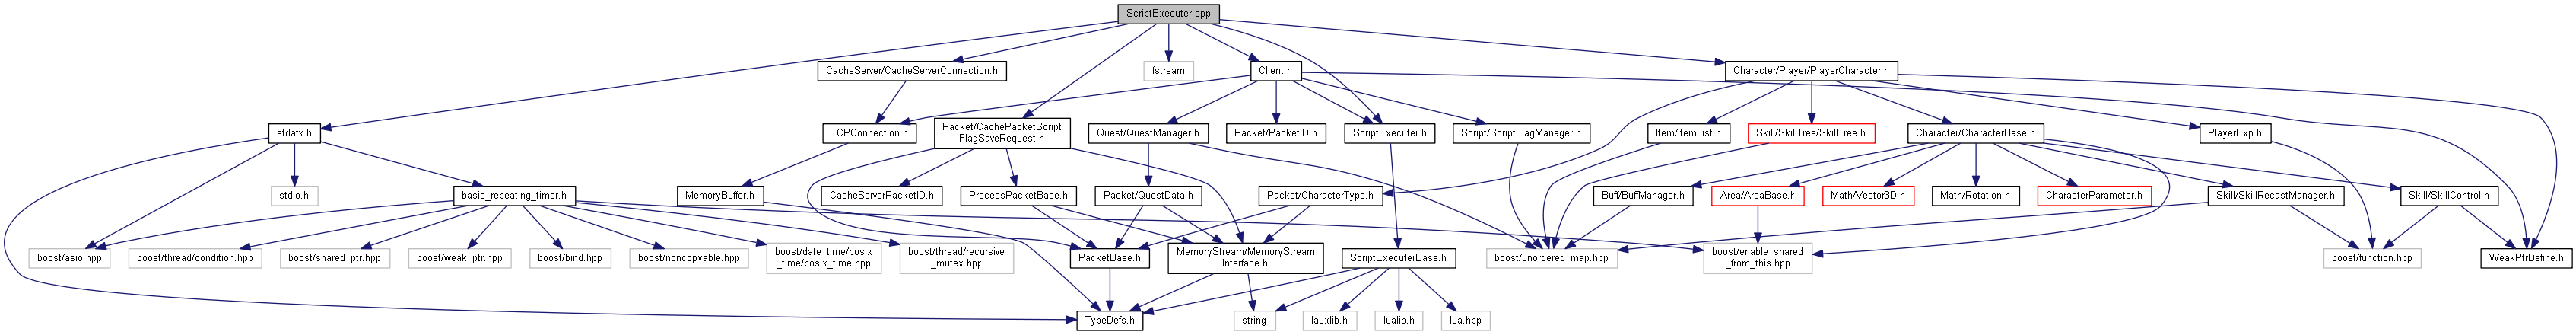 ScriptExecuter.cpp
CacheServer/CacheServerConnection.h
fstream
Client.h
Character/Player/PlayerCharacter.h
stdafx.h
TCPConnection.h
Packet/CachePacketScript
FlagSaveRequest.h
Quest/QuestManager.h
Packet/PacketID.h
ScriptExecuter.h
Script/ScriptFlagManager.h
Item/ItemList.h
Skill/SkillTree/SkillTree.h
Character/CharacterBase.h
PlayerExp.h
stdio.h
basic_repeating_timer.h
MemoryBuffer.h
CacheServerPacketID.h
ProcessPacketBase.h
Packet/QuestData.h
Packet/CharacterType.h
Buff/BuffManager.h
Area/AreaBase.h
Math/Vector3D.h
Math/Rotation.h
CharacterParameter.h
Skill/SkillRecastManager.h
Skill/SkillControl.h
boost/asio.hpp
boost/thread/condition.hpp
boost/shared_ptr.hpp
boost/weak_ptr.hpp
boost/bind.hpp
boost/noncopyable.hpp
boost/date_time/posix
_time/posix_time.hpp
boost/thread/recursive
_mutex.hpp
PacketBase.h
MemoryStream/MemoryStream
Interface.h
ScriptExecuterBase.h
boost/unordered_map.hpp
boost/enable_shared
_from_this.hpp
boost/function.hpp
WeakPtrDefine.h
TypeDefs.h
string
lauxlib.h
lualib.h
lua.hpp